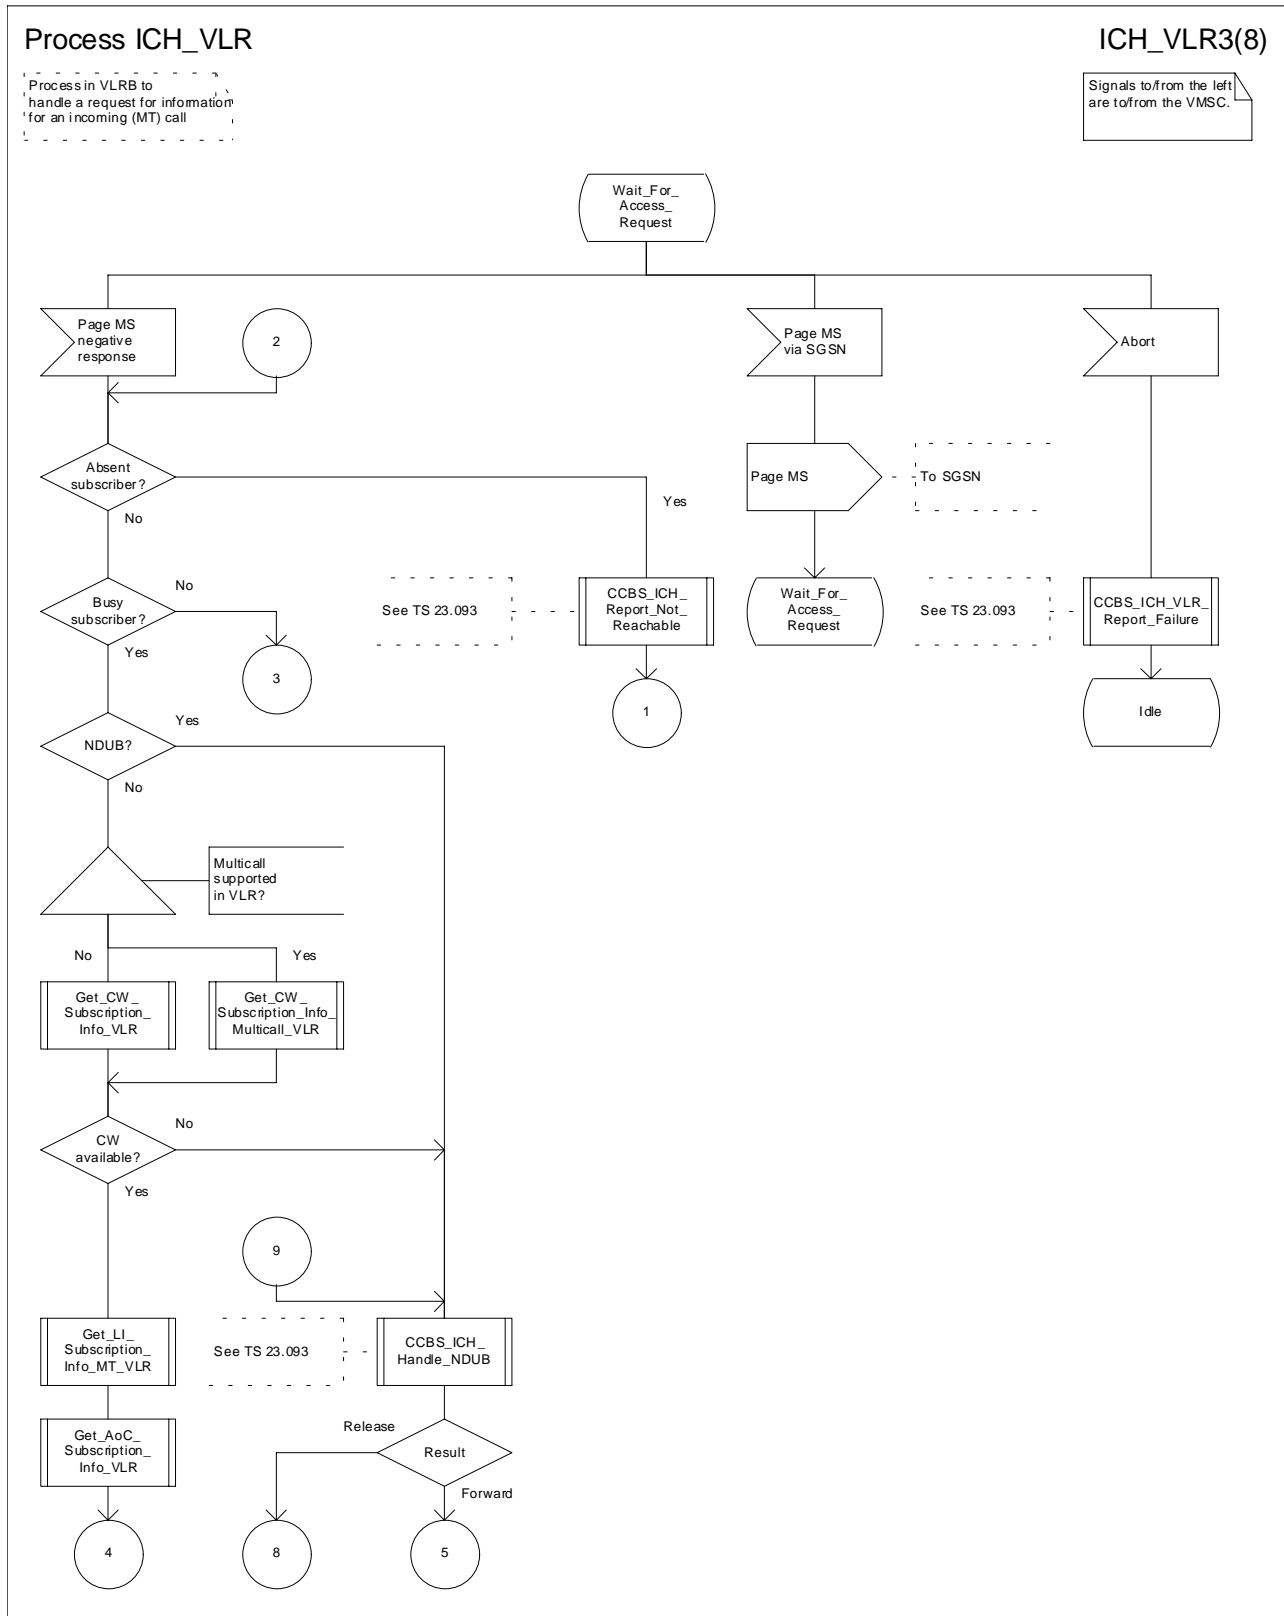 Process ICH_VLR
ICH_VLR3(8)
Process in VLRB to
handle a request for information
for an incoming (MT) call
Signals to/from the left
are to/from the VMSC.
Wait_For_
Access_
Request
Page MS
negative
response
2
Page MS
via SGSN
Abort
Absent
subscriber?
Yes
No
Page MS
To SGSN
Busy
subscriber?
No
Yes
See TS 23.093
CCBS_ICH_
Report_Not_
Reachable
Wait_For_
Access_
Request
See TS 23.093
CCBS_ICH_VLR_
Report_Failure
3
1
Idle
NDUB?
Yes
No
Multicall
supported
in VLR?
No
Yes
Get_CW_
Subscription_
Info_VLR
Get_CW_
Subscription_Info_
Multicall_VLR
CW
available?
No
Yes
9
Get_LI_
Subscription_
Info_MT_VLR
See TS 23.093
CCBS_ICH_
Handle_NDUB
Get_AoC_
Subscription_
Info_VLR
Release
Result
Forward
4
8
5